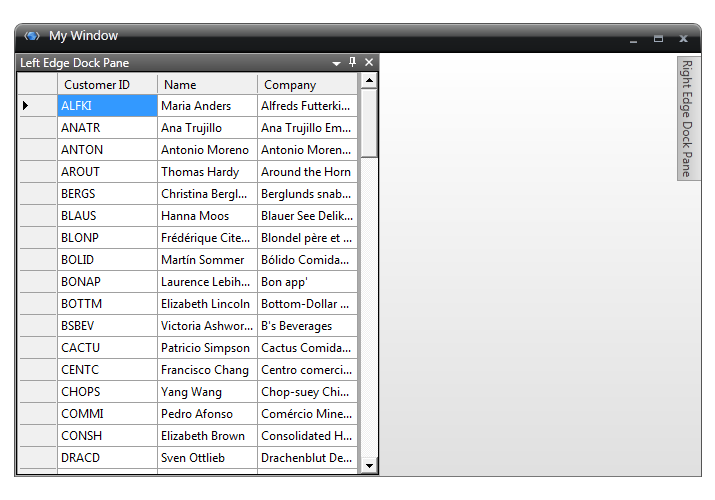 My Window
Left Edge Dock Pane
Customer ID Name Company
ALFKI Maria Anders Alfreds Futterki...
ANATR Ana Trujillo Ana Trujillo Em...
ANTON Antonio Moreno Antonio Moren...
AROUT Thomas Hardy Around the Horn
BERGS Christina Bergl... Berglunds snab...
BLAUS Hanna Moos Blauer See Delik...
BLONP Frédérique Cite... Blondel père et ...
BOLID Martín Sommer Bólido Comida...
BONAP Laurence Lebih... Bon app'
BOTTM Elizabeth Lincoln Bottom-Dollar ...
BSBEV Victoria Ashwor... B's Beverages
CACTU Patricio Simpson Cactus Comida...
CENTC Francisco Chang Centro comerci...
CHOPS Yang Wang Chop-suey Chi...
COMMI Pedro Afonso Comércio Mine...
CONSH Elizabeth Brown Consolidated H...
DRACD Sven Ottlieb Drachenblut De...
Right Edge Dock Pane